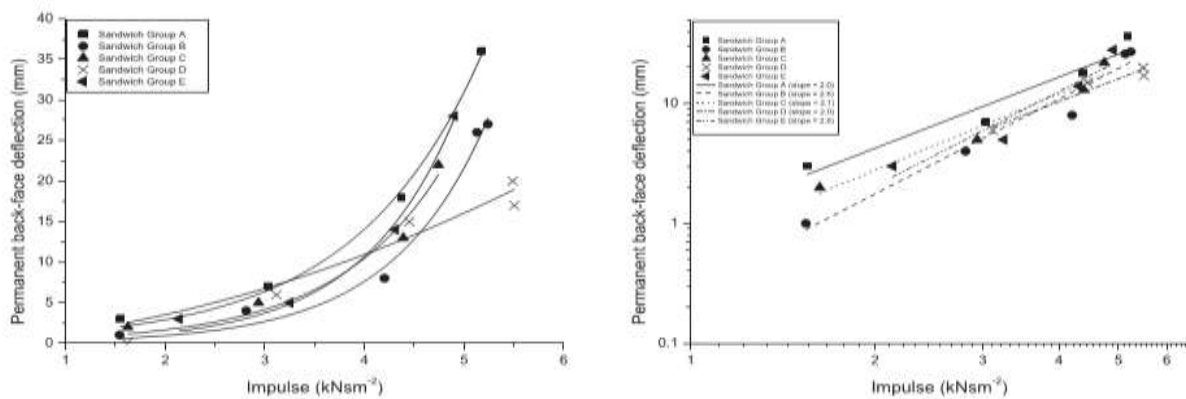 Permanent back-face deflection (mm)
40
35
30
25
20
15
10
5
0
Sandwich Group A
Sandwich Group B
Sandwich Group C
Sandwich Group D
Sandwich Group E
1
2
3
4
5
6
Impulse (kNsm⁻²)
Permanent back-face deflection (mm)
10
1
0.1
Sandwich Group A
Sandwich Group B
Sandwich Group C
Sandwich Group D
Sandwich Group E
Sandwich Group A (slope = 2.0)
Sandwich Group B (slope = 2.6)
Sandwich Group C (slope = 2.1)
Sandwich Group D (slope = 2.0)
Sandwich Group E (slope =
1
2
3
4
5
6
Impulse (kNsm⁻²)